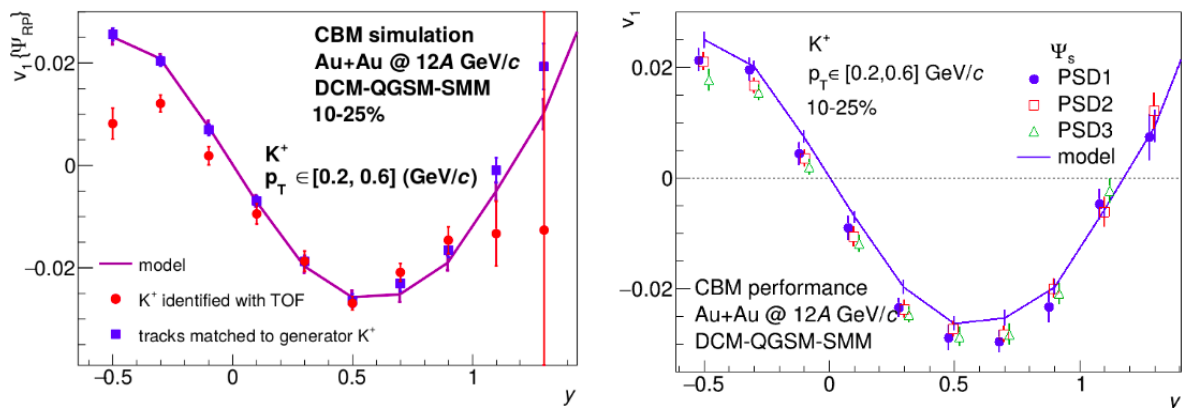 v₁ {Ψ_RP}
0.02
0
−0.02
CBM simulation
Au+Au @ 12A GeV/c
DCM-QGSM-SMM
10-25%
K⁺
p_T ∈ [0.2, 0.6] (GeV/c)
model
K⁺ identified with TOF
tracks matched to generator K⁺
−0.5 0 0.5 1 y
v₁
0.02
0
−0.02
K⁺
p_T ∈ [0.2,0.6] GeV/c
10-25%
Ψ_s
PSD1
PSD2
PSD3
model
CBM performance
Au+Au @ 12A GeV/c
DCM-QGSM-SMM
−0.5 0 0.5 1 y